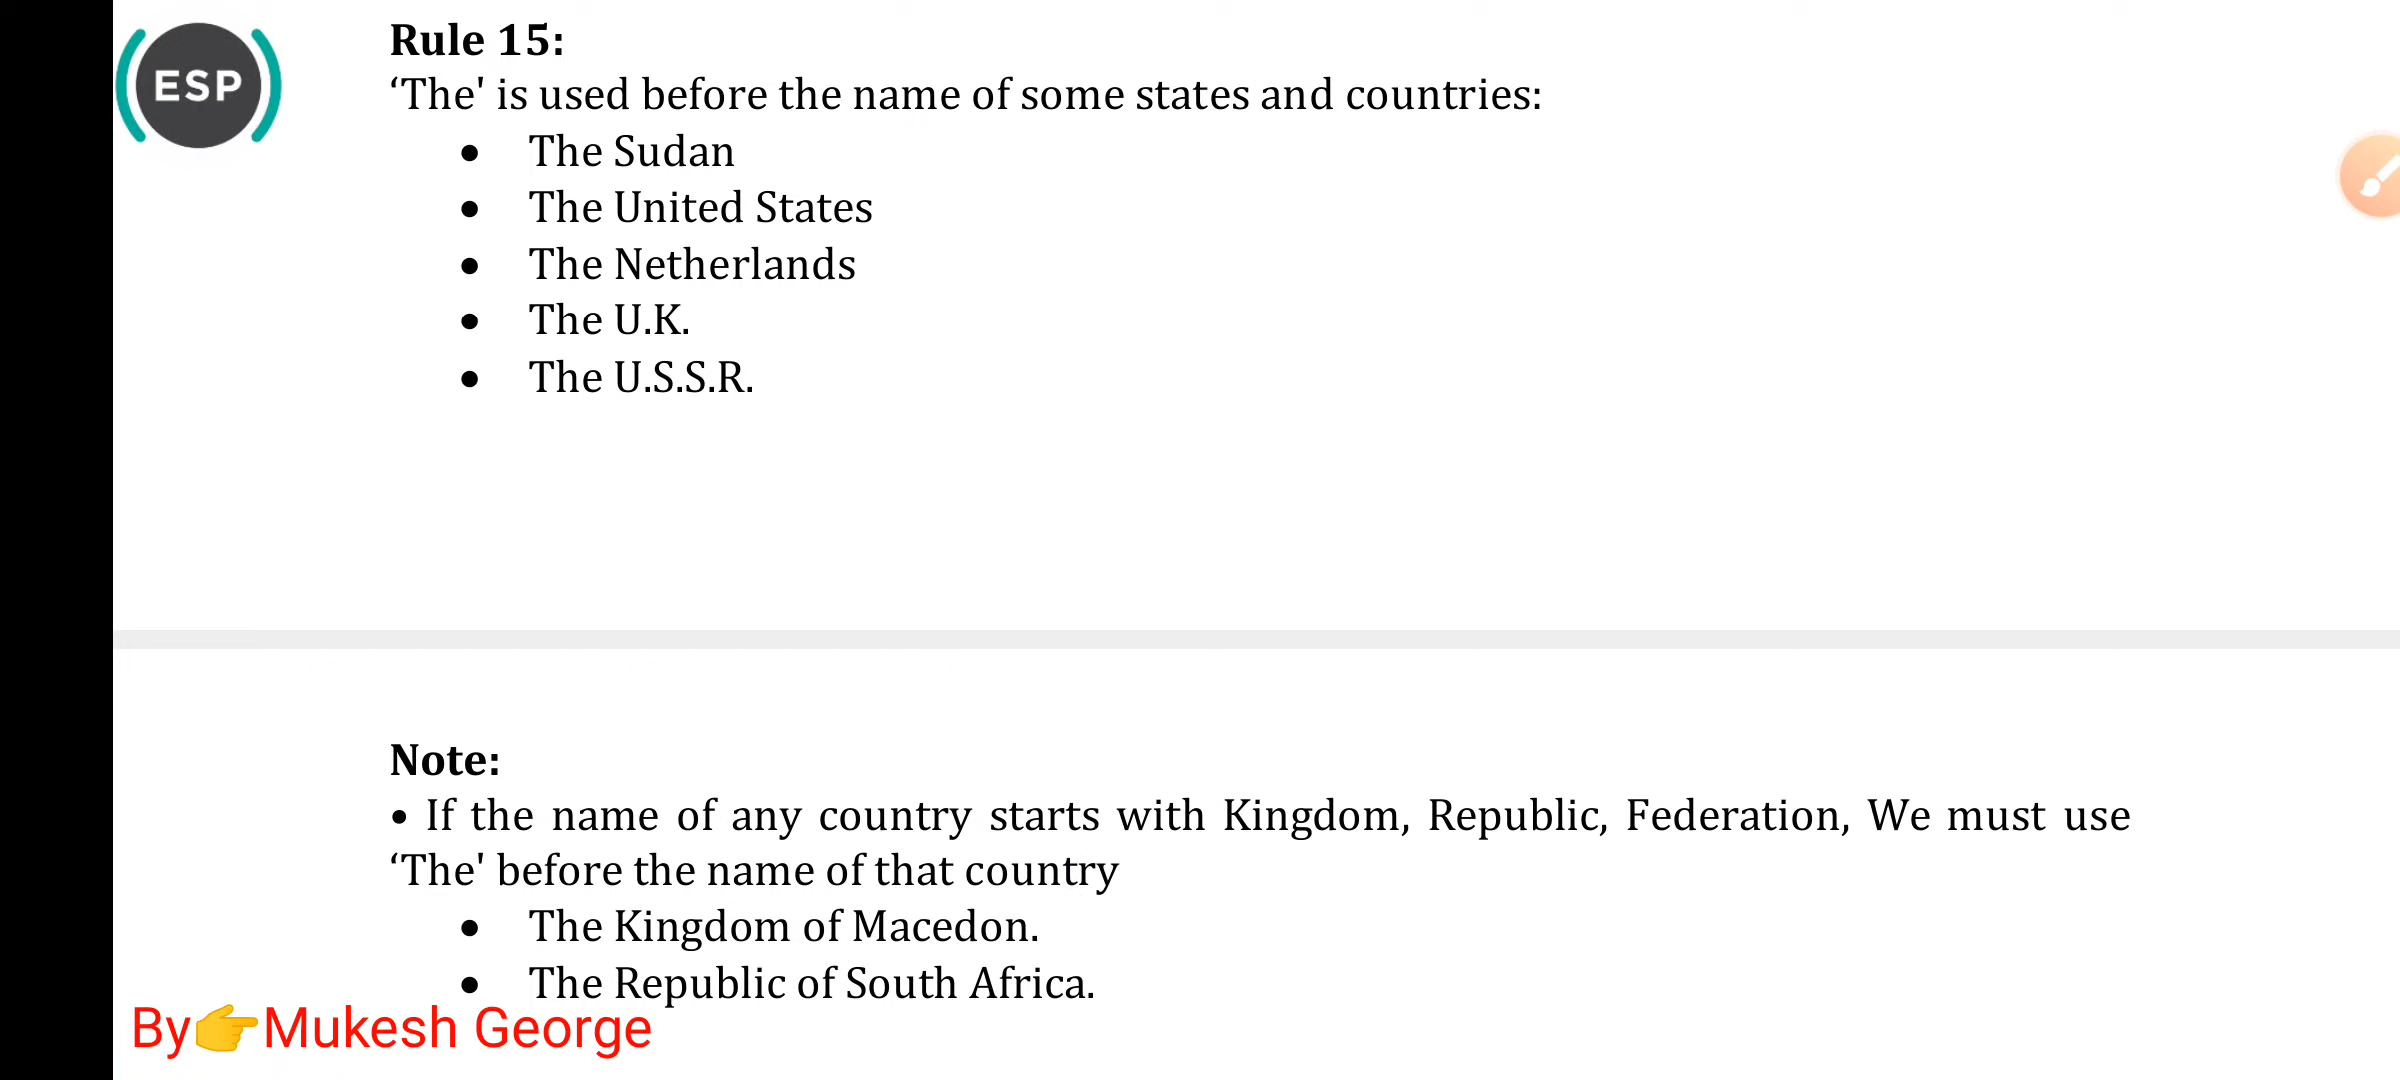 ESP
Rule 15:
‘The' is used before the name of some states and countries:
• The Sudan
• The United States
• The Netherlands
• The U.K.
• The U.S.S.R.
Note:
• If the name of any country starts with Kingdom, Republic, Federation, We must use
‘The' before the name of that country
• The Kingdom of Macedon.
• The Republic of South Africa.
By👉Mukesh George